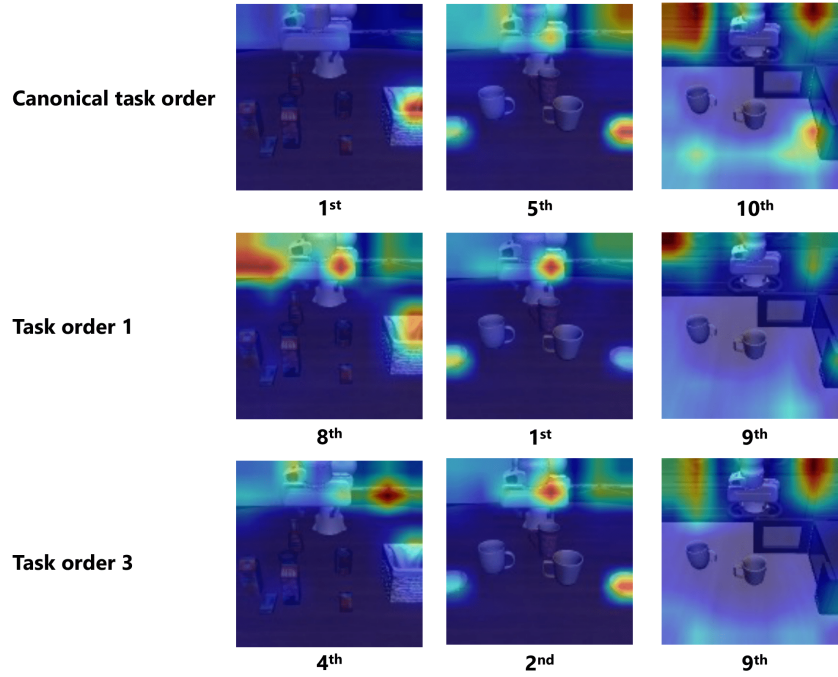 Canonical task order
1st
5th
10th
Task order 1
8th
1st
9th
Task order 3
4th
2nd
9th